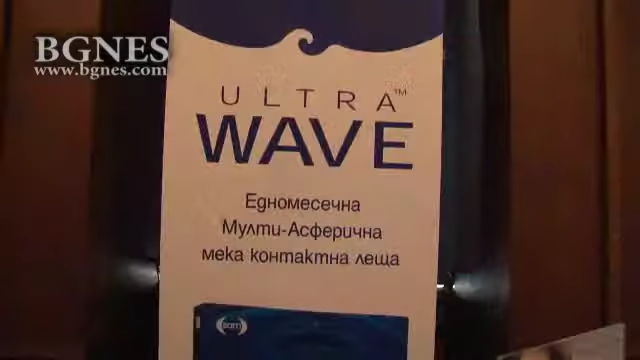 BGNES
www.bgnes.com
ULTRA™
WAVE
Едномесечна
Мулти-Асферична
мека контактна леща